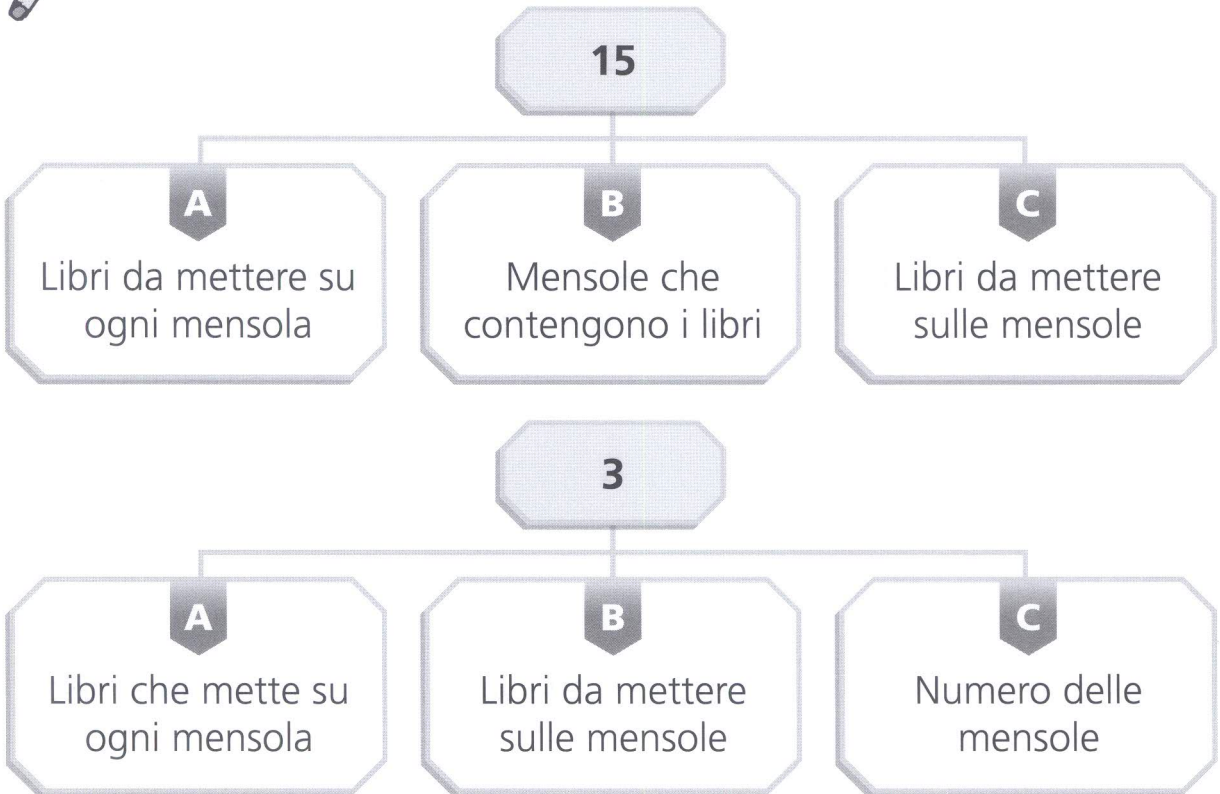 15
A
Libri da mettere su
ogni mensola
B
Mensole che
contengono i libri
C
Libri da mettere
sulle mensole
3
A
Libri che mette su
ogni mensola
B
Libri da mettere
sulle mensole
C
Numero delle
mensole